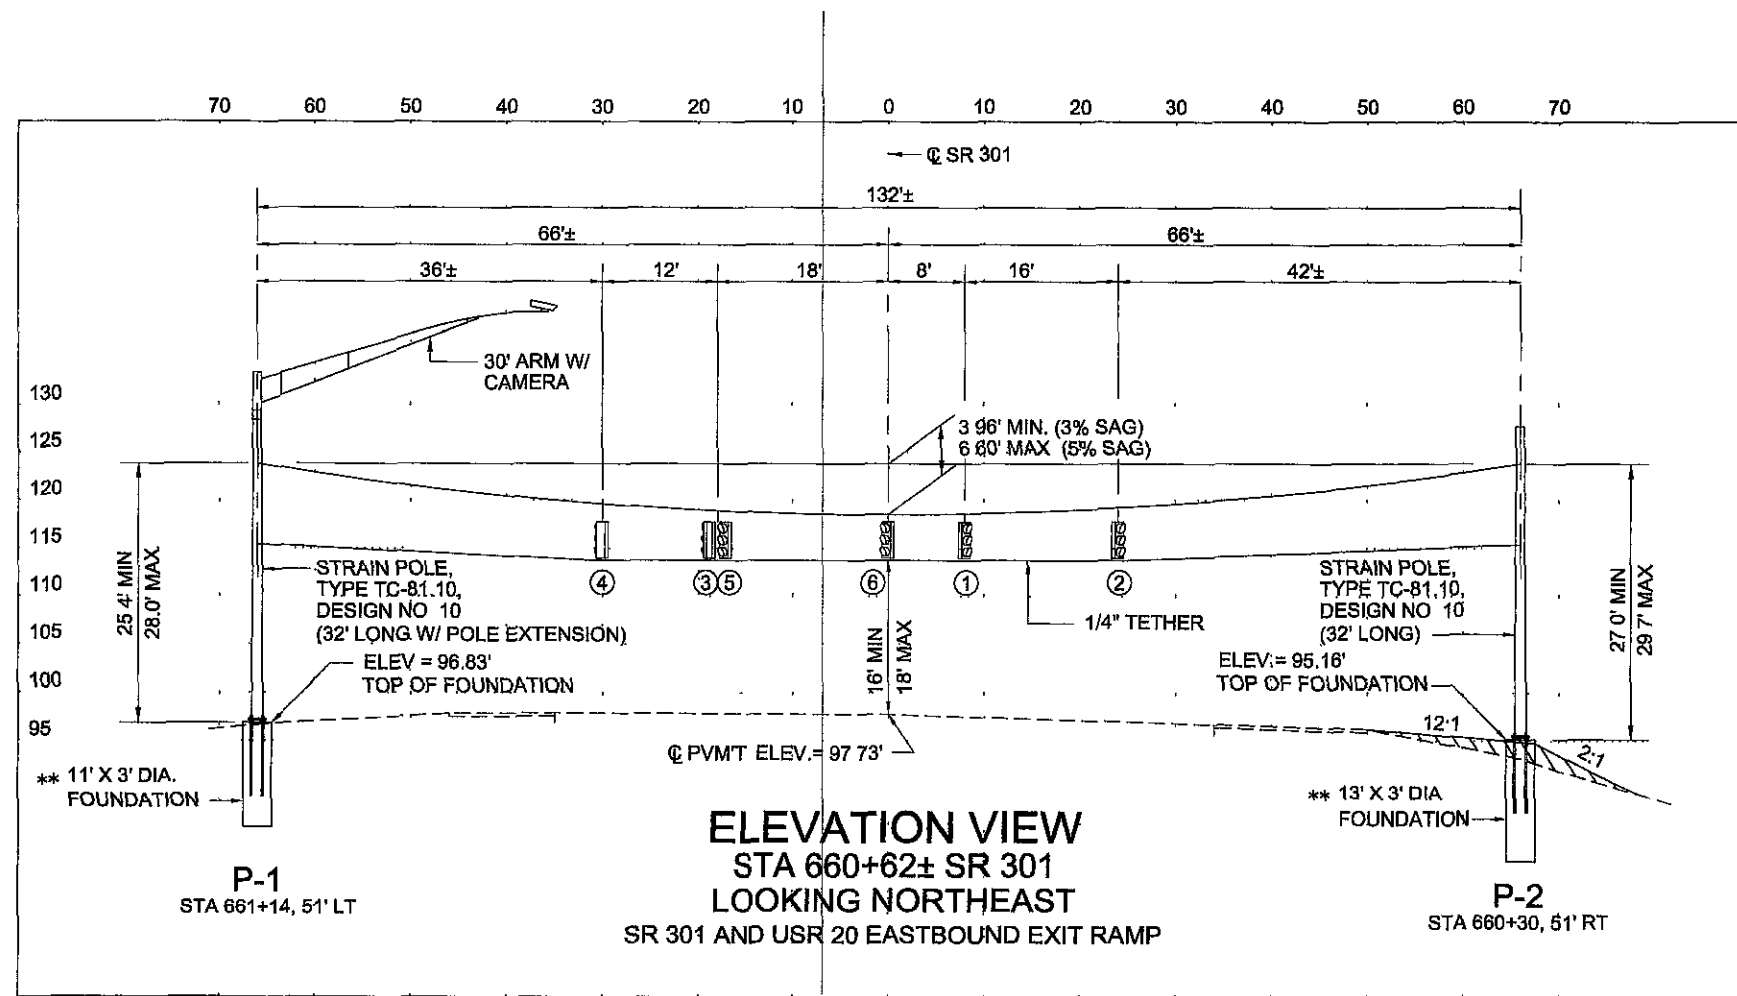 70 60 50 40 30 20 10 0 10 20 30 40 50 60 70
℄ SR 301
132'±
66'± 66'±
36'± 12' 18' 8' 16' 42'±
30' ARM W/
CAMERA
130
125
120
115
110
105
100
95
3 96' MIN. (3% SAG)
6 60' MAX (5% SAG)
25 4' MIN
28.0' MAX.
STRAIN POLE,
TYPE TC-81.10,
DESIGN NO 10
(32' LONG W/ POLE EXTENSION)
ELEV = 96.83'
TOP OF FOUNDATION
4 3 5 6 1 2
16' MIN
18' MAX
1/4" TETHER
STRAIN POLE,
TYPE TC-81.10,
DESIGN NO 10
(32' LONG)
ELEV.= 95.16'
TOP OF FOUNDATION
27 0' MIN
29 7' MAX
12:1
2:1
℄ PVM'T ELEV.= 97 73'
** 11' X 3' DIA.
FOUNDATION
** 13' X 3' DIA
FOUNDATION
ELEVATION VIEW
STA 660+62± SR 301
LOOKING NORTHEAST
SR 301 AND USR 20 EASTBOUND EXIT RAMP
P-1
STA 661+14, 51' LT
P-2
STA 660+30, 51' RT